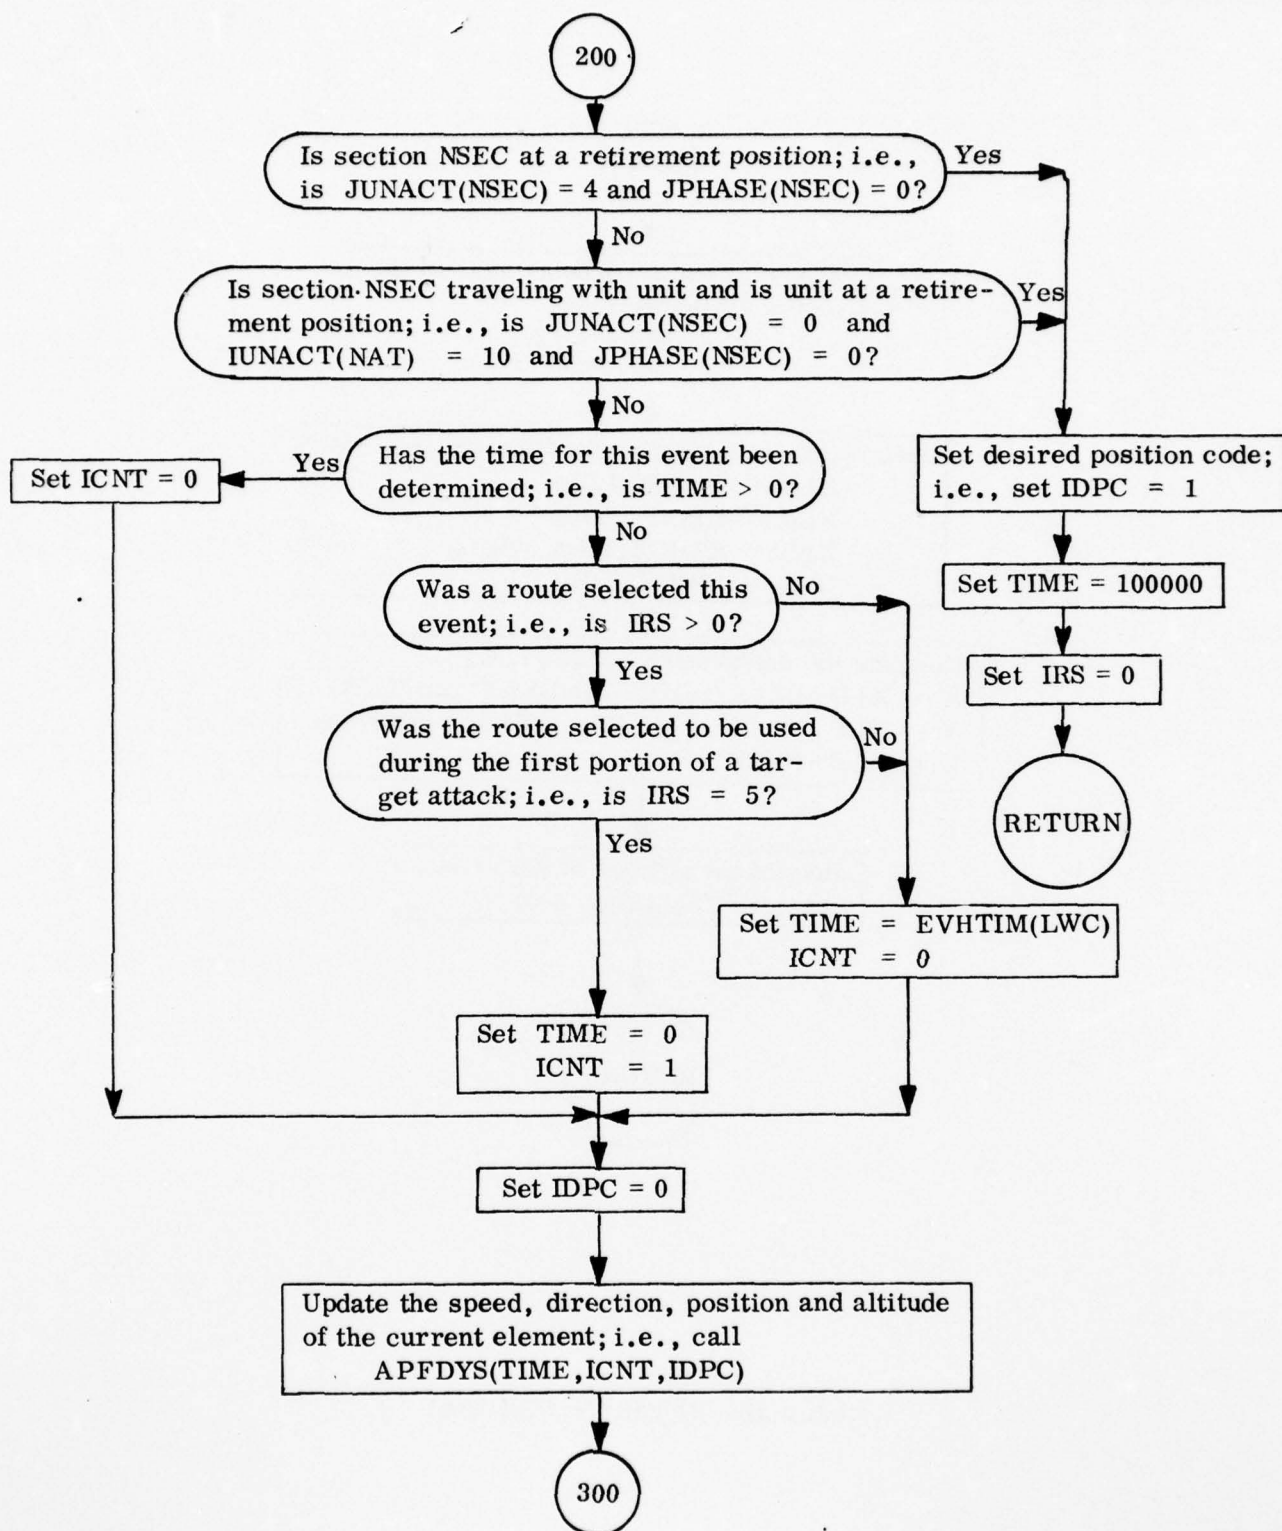 200
Is section NSEC at a retirement position; i.e.,
is JUNACT(NSEC) = 4 and JPHASE(NSEC) = 0?
Yes
No
Is section NSEC traveling with unit and is unit at a retire-
ment position; i.e., is JUNACT(NSEC) = 0 and
IUNACT(NAT) = 10 and JPHASE(NSEC) = 0?
Yes
No
Has the time for this event been
determined; i.e., is TIME > 0?
Yes
Set ICNT = 0
Set desired position code;
i.e., set IDPC = 1
No
Was a route selected this
event; i.e., is IRS > 0?
No
Set TIME = 100000
Yes
Set IRS = 0
Was the route selected to be used
during the first portion of a tar-
get attack; i.e., is IRS = 5?
No
RETURN
Yes
Set TIME = EVHTIM(LWC)
ICNT = 0
Set TIME = 0
ICNT = 1
Set IDPC = 0
Update the speed, direction, position and altitude
of the current element; i.e., call
APFDYS(TIME,ICNT,IDPC)
300